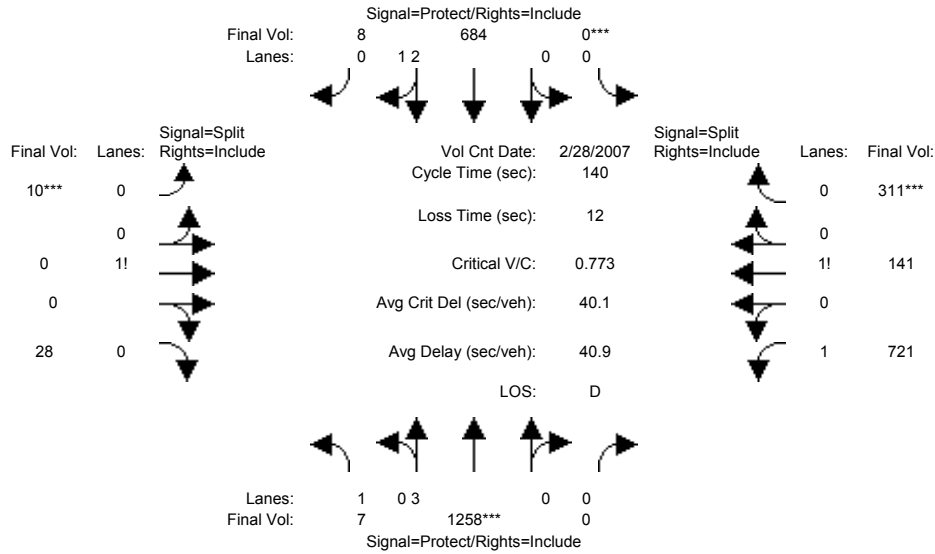 Signal=Protect/Rights=Include
Final Vol: 8 684 0***
Lanes: 0 1 2 0 0
Signal=Split
Final Vol: Lanes: Rights=Include
Vol Cnt Date: 2/28/2007
Signal=Split
Rights=Include Lanes: Final Vol:
Cycle Time (sec): 140
10*** 0 0 311***
Loss Time (sec): 12
0 0
0 1! Critical V/C: 0.773 1! 141
0 0 Avg Crit Del (sec/veh): 40.1 0
28 0 Avg Delay (sec/veh): 40.9 1 721
LOS: D
Lanes: 1 0 3 0 0
Final Vol: 7 1258*** 0
Signal=Protect/Rights=Include